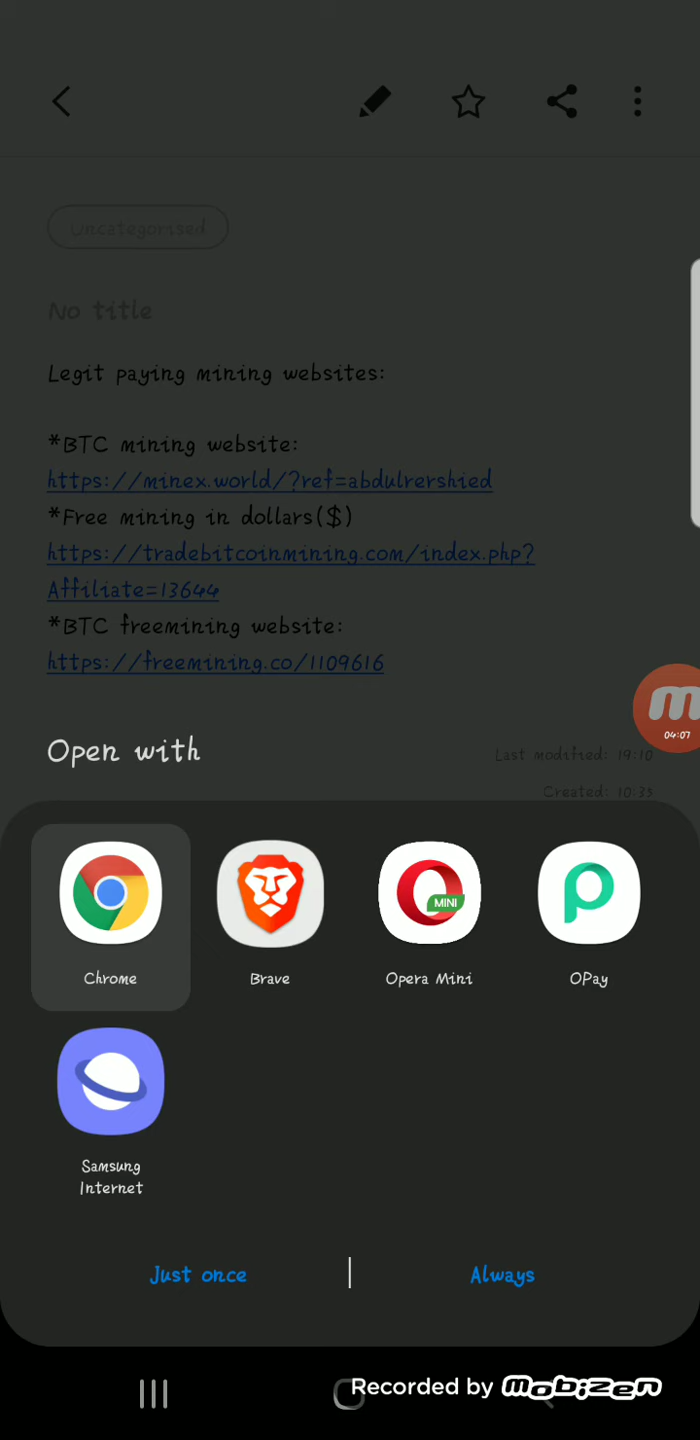 Uncategorised
No title
Legit paying mining websites:
*BTC mining website:
https://minex.world/?ref=abdulrershied
*Free mining in dollars($)
https://tradebitcoinmining.com/index.php?
Affiliate=13644
*BTC freemining website:
https://freemining.co/1109616
m
04:07
Open with
Last modified: 19:10
Created: 10:35
MINI
Chrome
Brave
Opera Mini
OPay
Samsung
Internet
Just once
Always
Recorded by mobizen